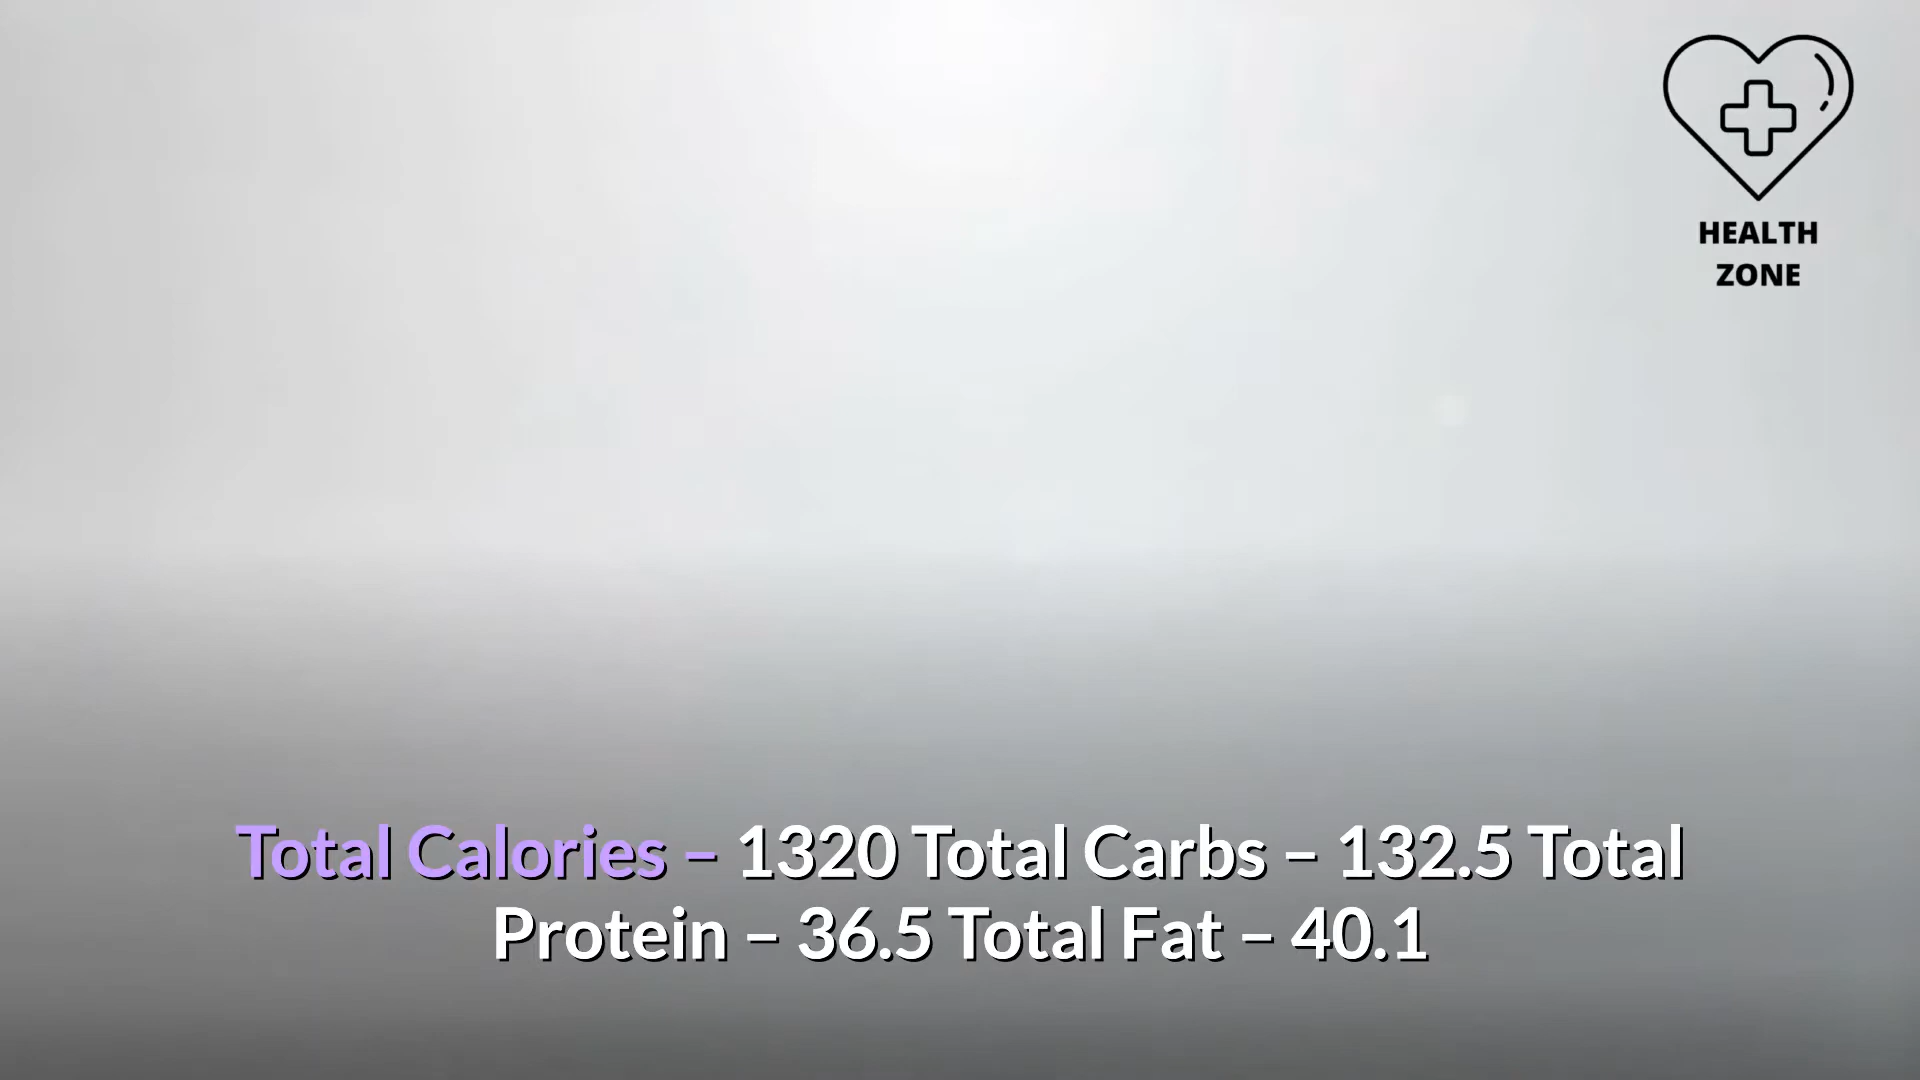 HEALTH
ZONE
Total Calories – 1320 Total Carbs – 132.5 Total
Protein – 36.5 Total Fat – 40.1